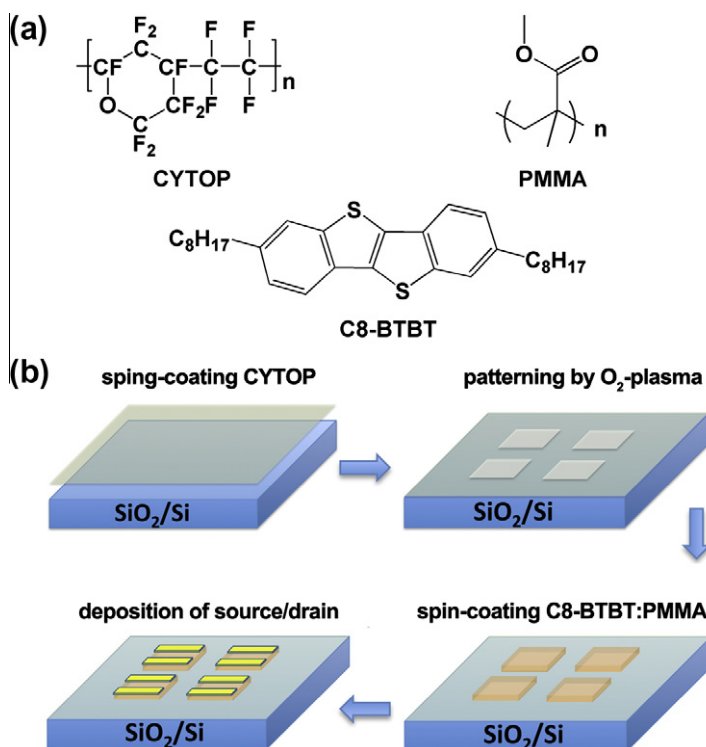 (a)
F₂
C
F
F
CF
CF
C
C
n
O
CF₂
F
F
C
F₂
CYTOP
O
O
n
PMMA
S
C₈H₁₇
S
C₈H₁₇
C8-BTBT
(b)
sping-coating CYTOP
SiO₂/Si
patterning by O₂-plasma
SiO₂/Si
deposition of source/drain
SiO₂/Si
spin-coating C8-BTBT:PMMA
SiO₂/Si